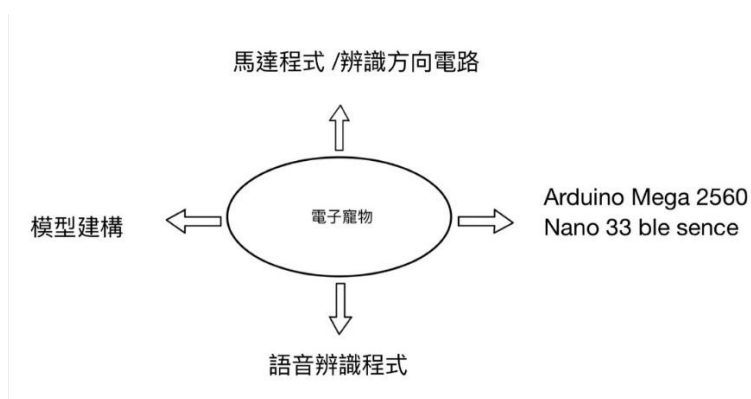 馬達程式 /辨識方向電路
電子寵物
模型建構
Arduino Mega 2560
Nano 33 ble sence
語音辨識程式